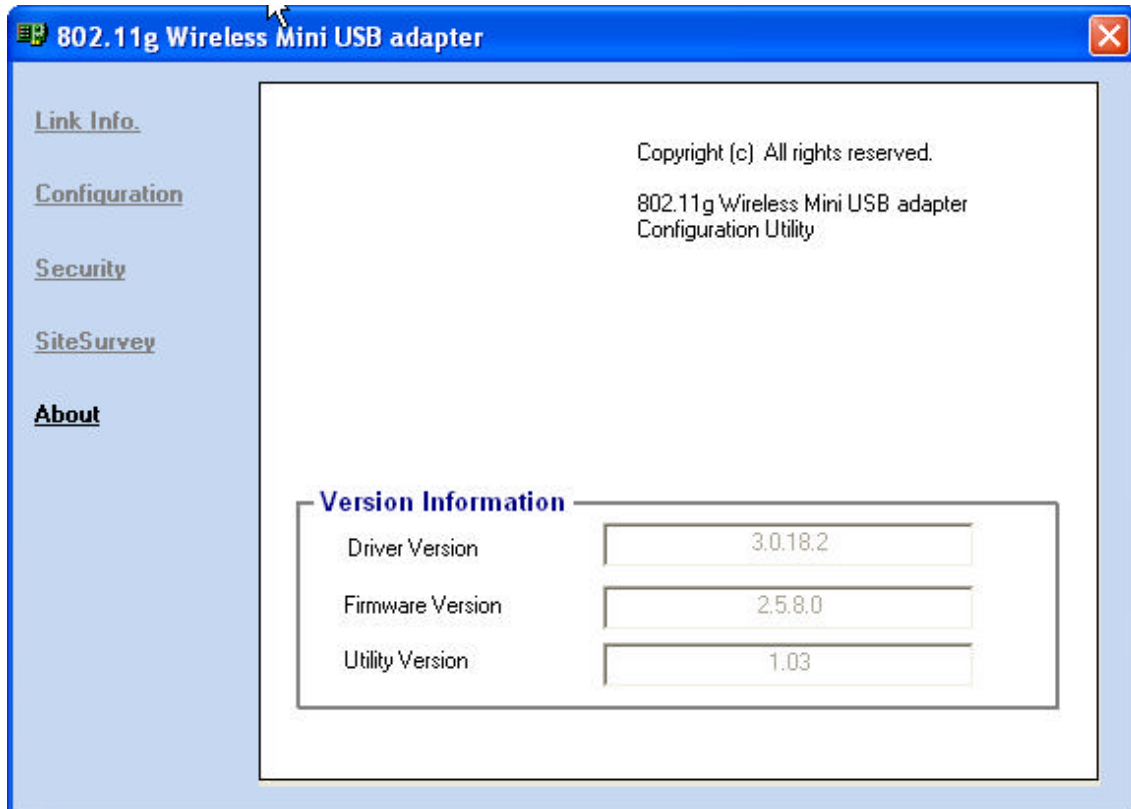 802.11g Wireless Mini USB adapter
Link Info.
Configuration
Security
SiteSurvey
About
Copyright (c) All rights reserved.
802.11g Wireless Mini USB adapter
Configuration Utility
Version Information
Driver Version 3.0.18.2
Firmware Version 2.5.8.0
Utility Version 1.03